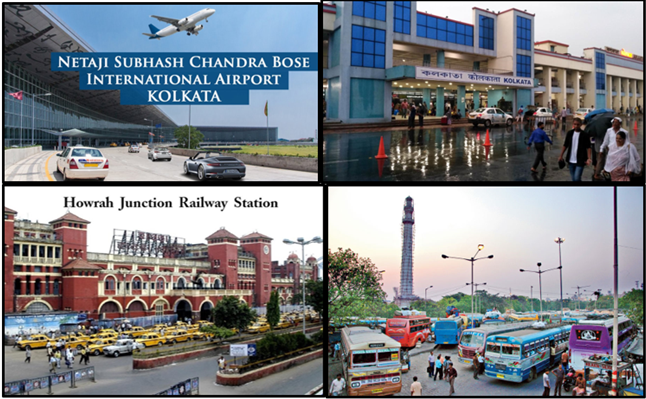 NETAJI SUBHASH CHANDRA BOSE
INTERNATIONAL AIRPORT
KOLKATA
কলকাতা कोलकाता KOLKATA
Howrah Junction Railway Station